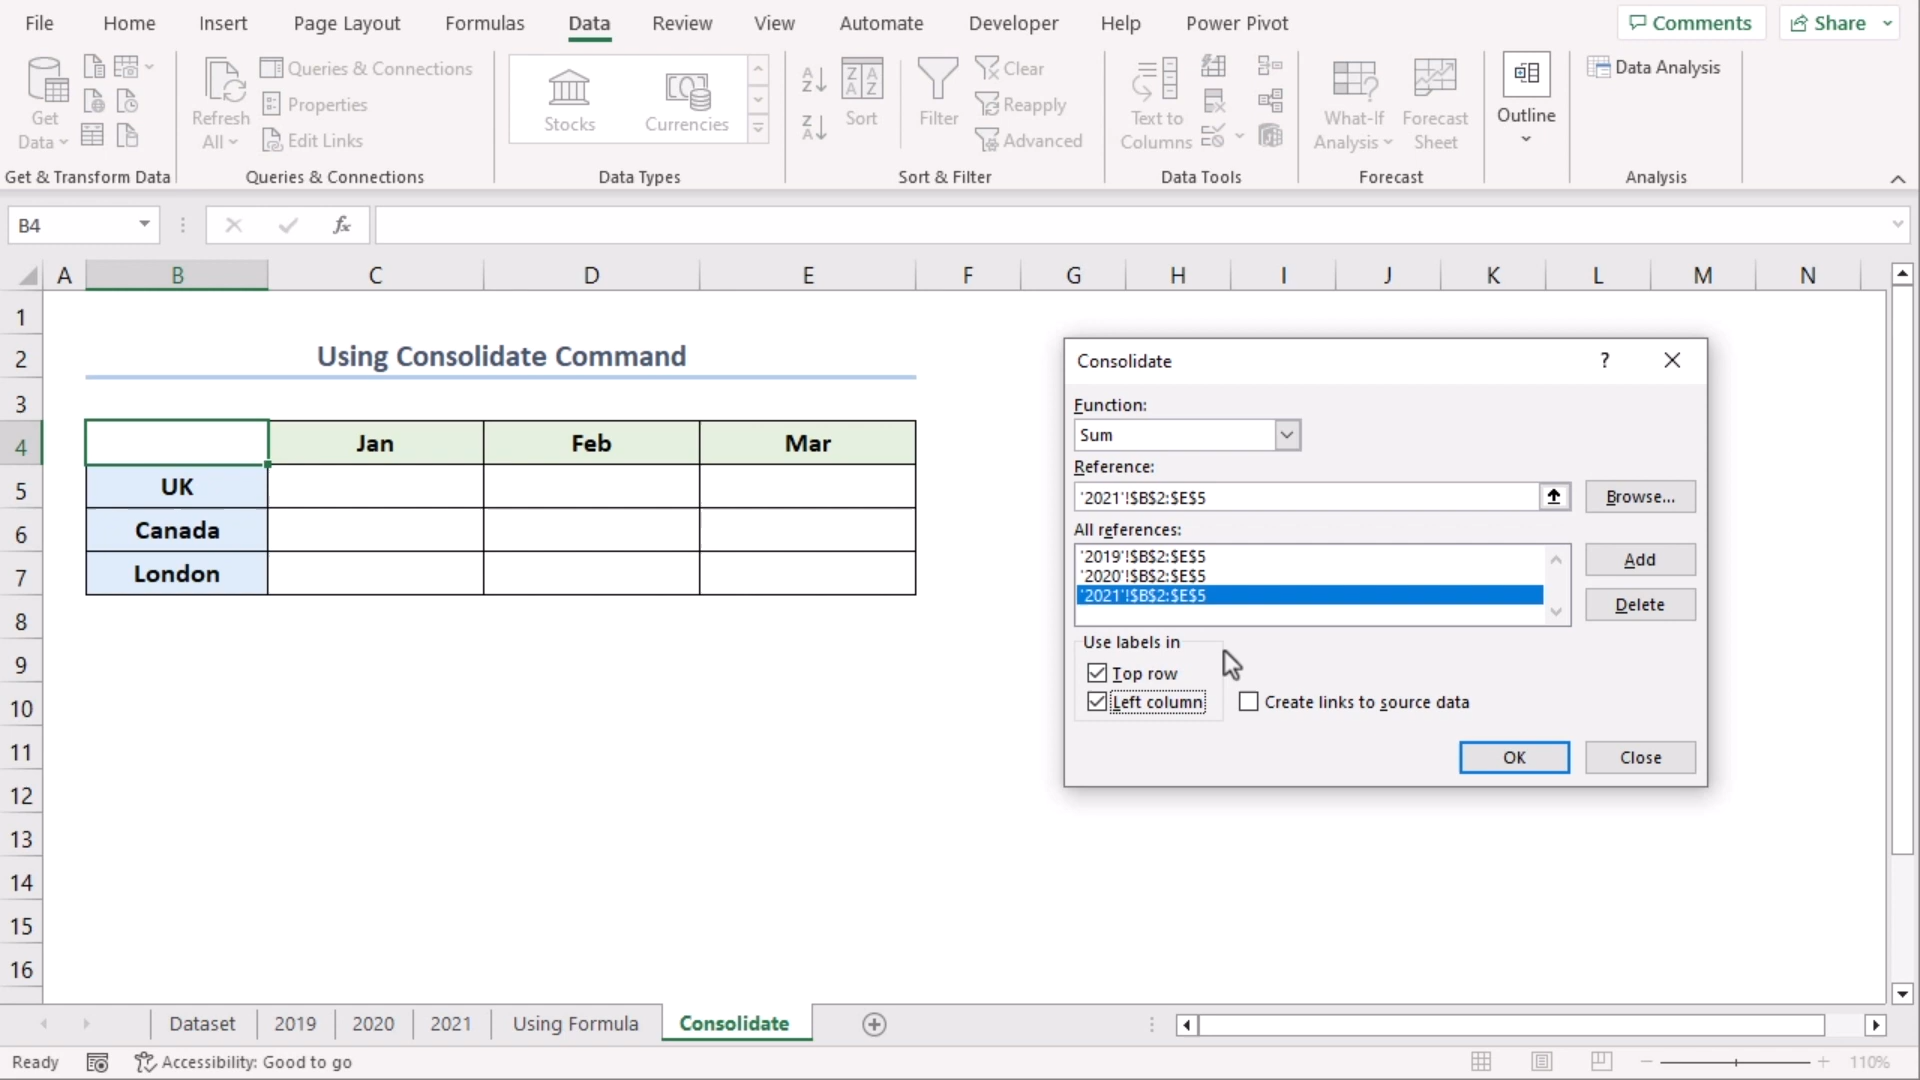 File Home Insert Page Layout Formulas Data Review View Automate Developer Help Power Pivot Comments Share
Get Data
Get & Transform Data
Refresh All
Queries & Connections
Properties
Edit Links
Queries & Connections
Stocks
Currencies
Data Types
Sort
Filter
Clear
Reapply
Advanced
Sort & Filter
Text to Columns
Data Tools
What-If Analysis
Forecast Sheet
Forecast
Outline
Data Analysis
Analysis
B4
fx
A B C D E F G H I J K L M N
1
2 Using Consolidate Command
3
4 Jan Feb Mar
5 UK
6 Canada
7 London
8
9
10
11
12
13
14
15
16
Consolidate ?
Function:
Sum
Reference:
'2021'!$B$2:$E$5 Browse...
All references:
'2019'!$B$2:$E$5
'2020'!$B$2:$E$5
'2021'!$B$2:$E$5
Add
Delete
Use labels in
Top row
Left column
Create links to source data
OK Close
Dataset 2019 2020 2021 Using Formula Consolidate
Ready Accessibility: Good to go 110%